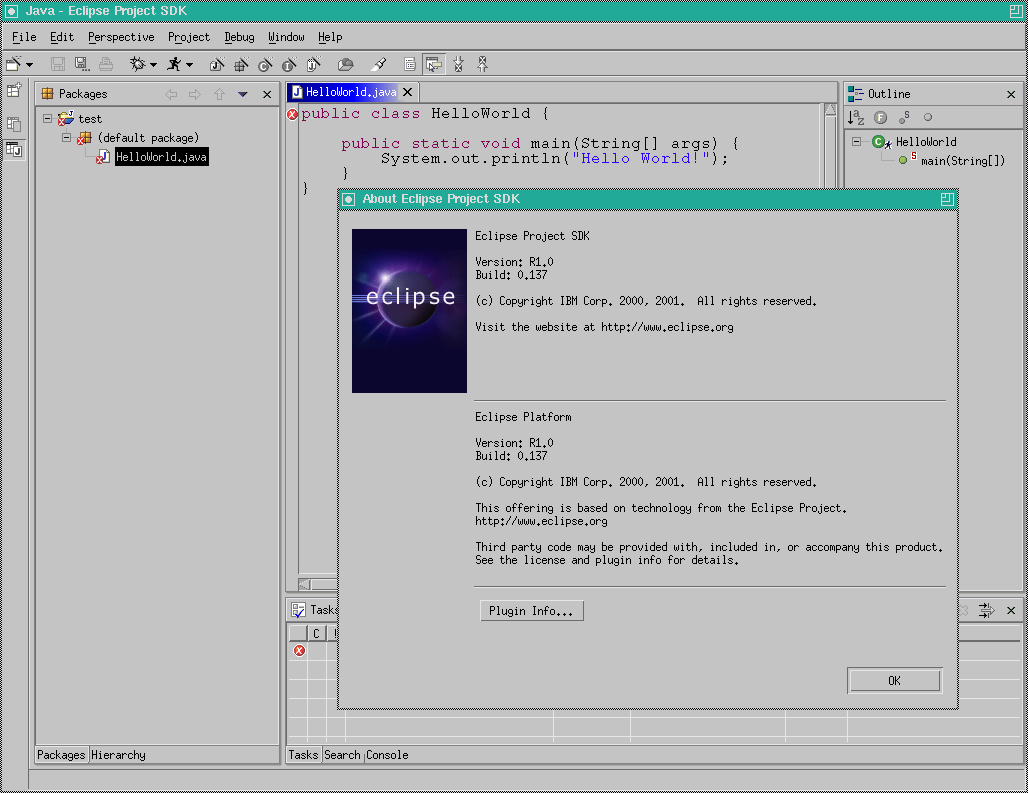 Java - Eclipse Project SDK
File Edit Perspective Project Debug Window Help
Packages
test
(default package)
HelloWorld.java
HelloWorld.java
public class HelloWorld {
public static void main(String[] args) {
System.out.println("Hello World!");
}
}
Outline
HelloWorld
main(String[])
About Eclipse Project SDK
eclipse
Eclipse Project SDK
Version: R1.0
Build: 0.137
(c) Copyright IBM Corp. 2000, 2001. All rights reserved.
Visit the website at http://www.eclipse.org
Eclipse Platform
Version: R1.0
Build: 0.137
(c) Copyright IBM Corp. 2000, 2001. All rights reserved.
This offering is based on technology from the Eclipse Project.
http://www.eclipse.org
Third party code may be provided with, included in, or accompany this product.
See the license and plugin info for details.
Plugin Info...
OK
Tasks
C !
Packages Hierarchy
Tasks Search Console